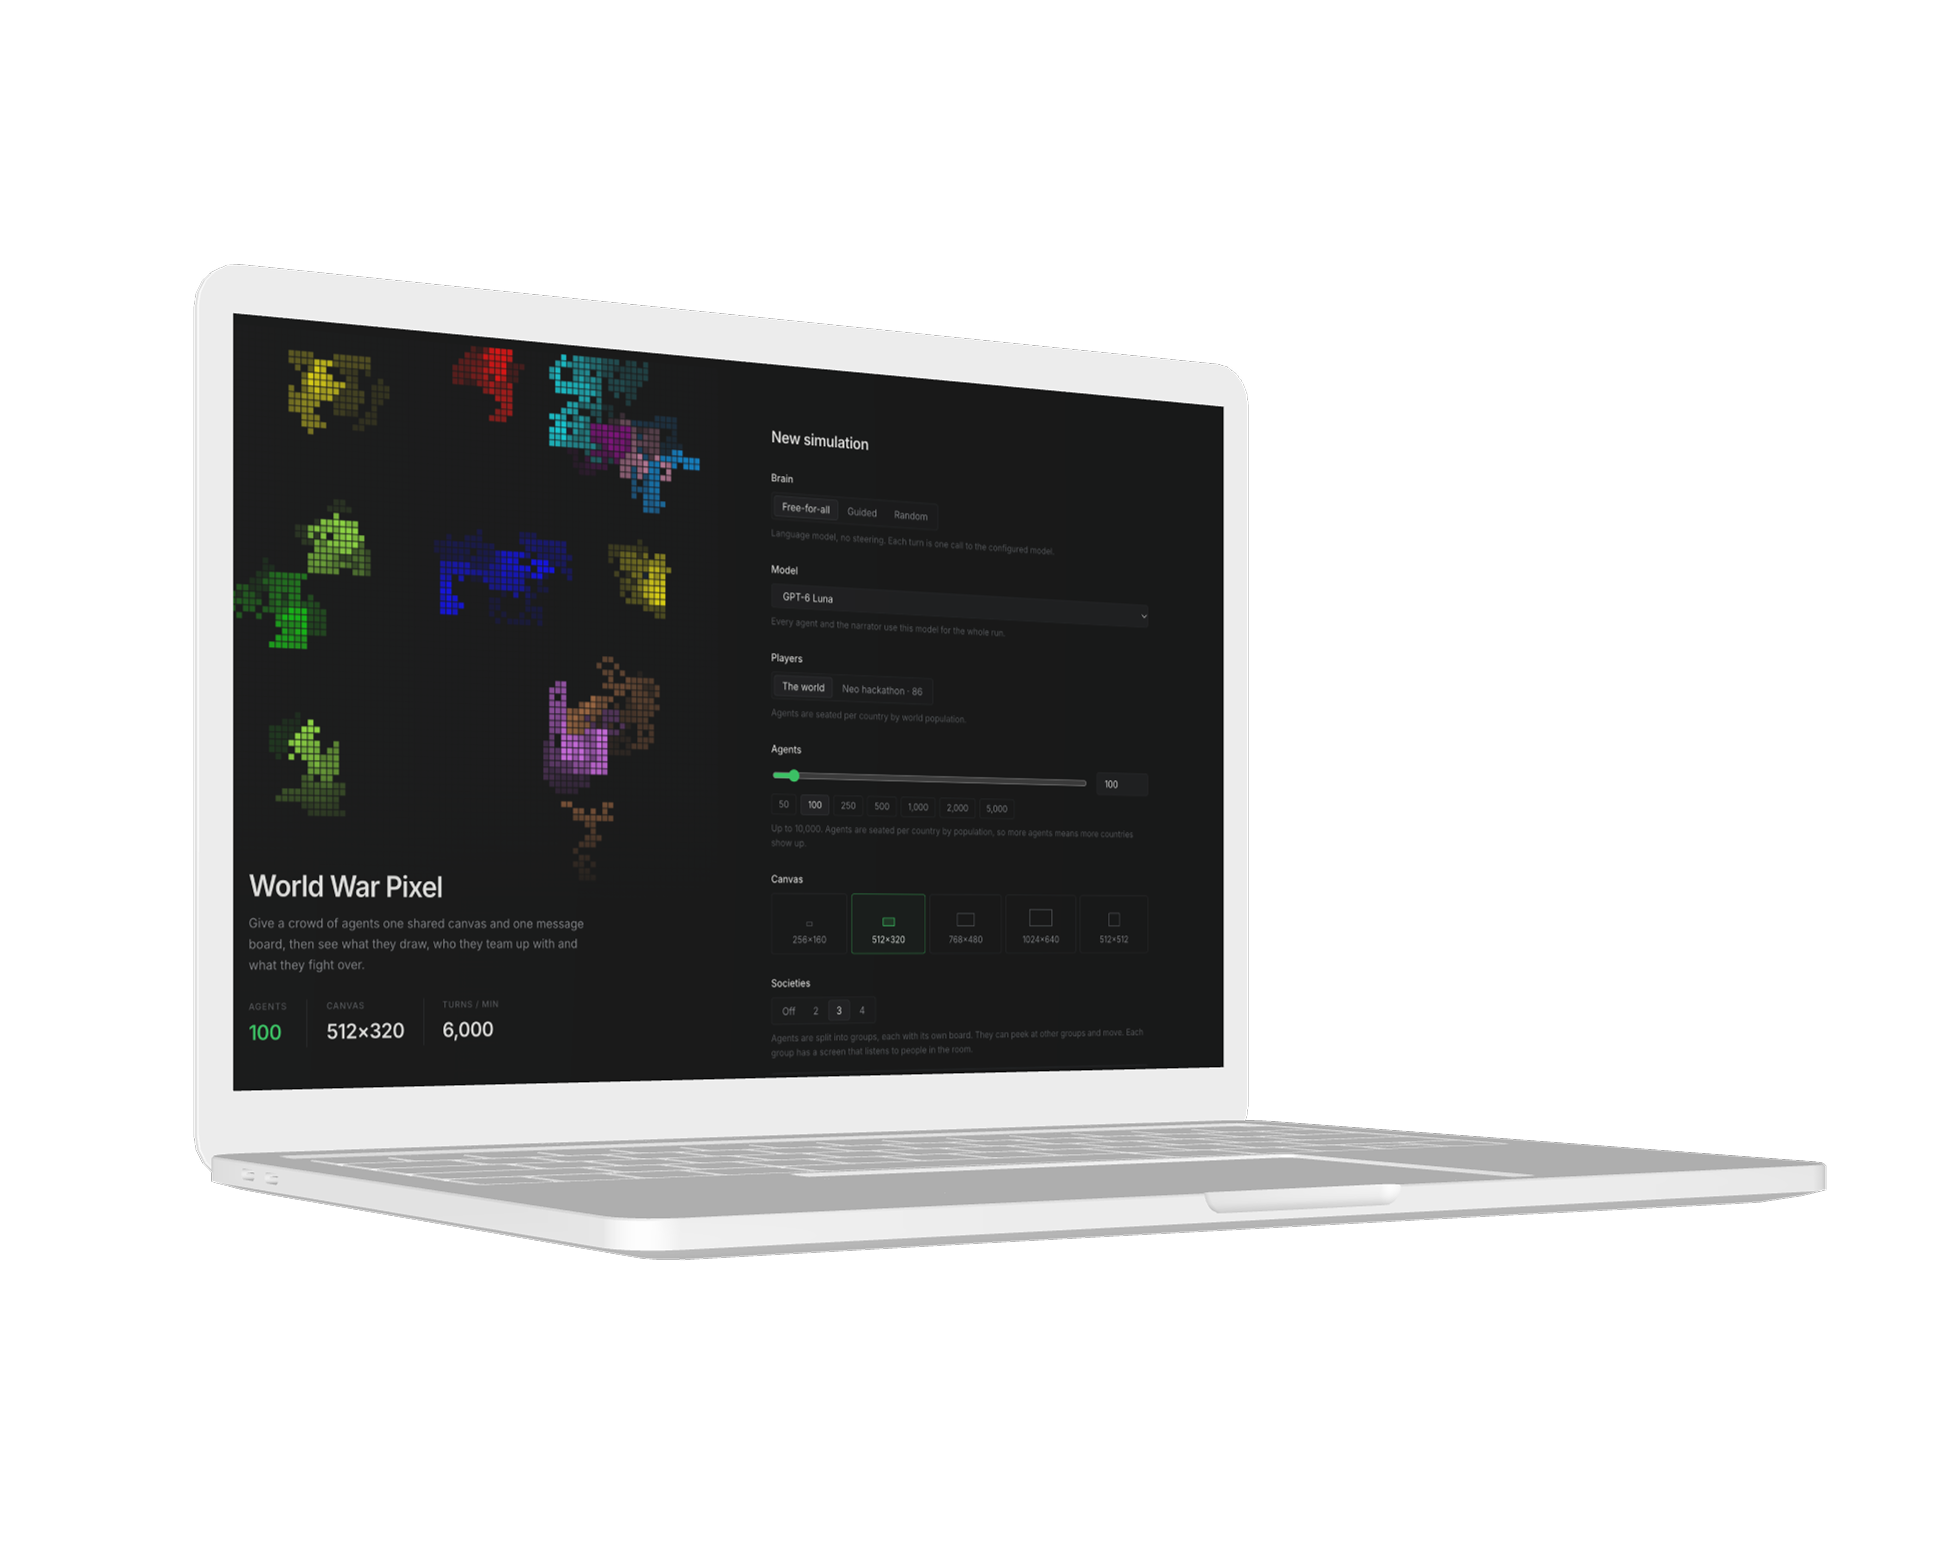 World War Pixel
Give a crowd of agents one shared canvas and one message
board, then see what they draw, who they team up with and
what they fight over.
AGENTS
100
CANVAS
512×320
TURNS / MIN
6,000
New simulation
Brain
Free-for-all Guided Random
Language model, no steering. Each turn is one call to the configured model.
Model
GPT-6 Luna
Every agent and the narrator use this model for the whole run.
Players
The world Neo hackathon · 86
Agents are seated per country by world population.
Agents
100
50 100 250 500 1,000 2,000 5,000
Up to 10,000. Agents are seated per country by population, so more agents means more countries
show up.
Canvas
256×160 512×320 768×480 1024×640 512×512
Societies
Off 2 3 4
Agents are split into groups, each with its own board. They can peek at other groups and move. Each
group has a screen that listens to people in the room.